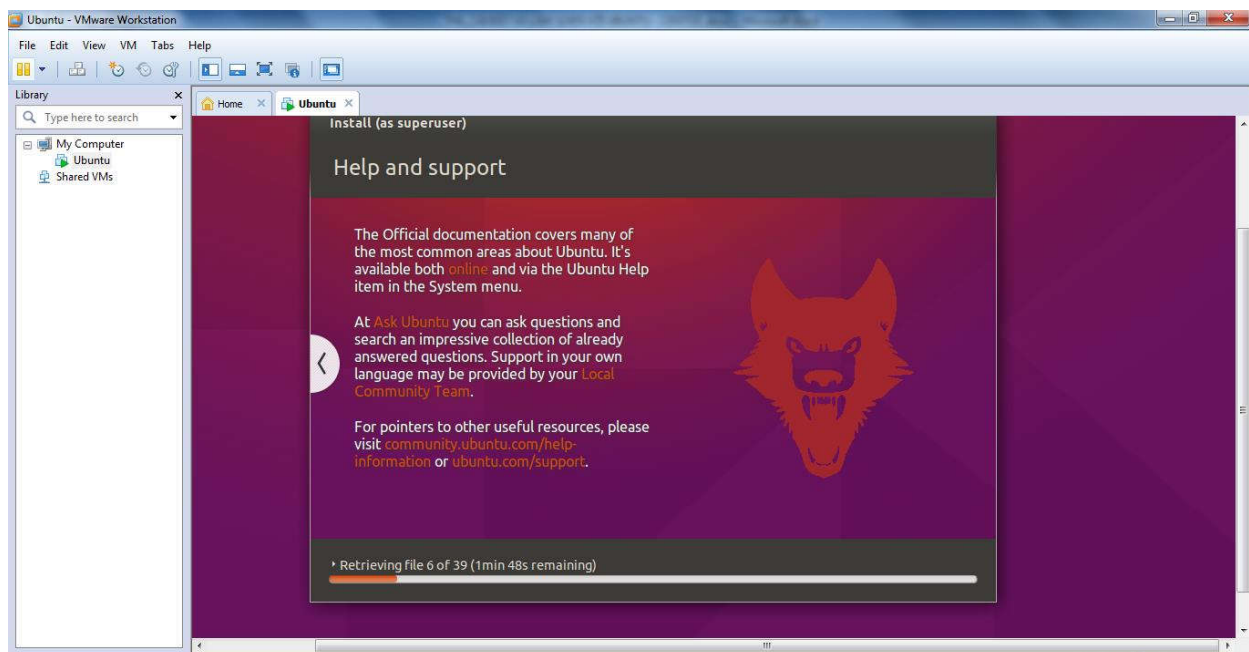 Ubuntu - VMware Workstation
File Edit View VM Tabs Help
Library
Type here to search
My Computer
Ubuntu
Shared VMs
Home
Ubuntu
Install (as superuser)
Help and support
The Official documentation covers many of
the most common areas about Ubuntu. It's
available both online and via the Ubuntu Help
item in the System menu.
At Ask Ubuntu you can ask questions and
search an impressive collection of already
answered questions. Support in your own
language may be provided by your Local
Community Team.
For pointers to other useful resources, please
visit community.ubuntu.com/help-
information or ubuntu.com/support.
Retrieving file 6 of 39 (1min 48s remaining)